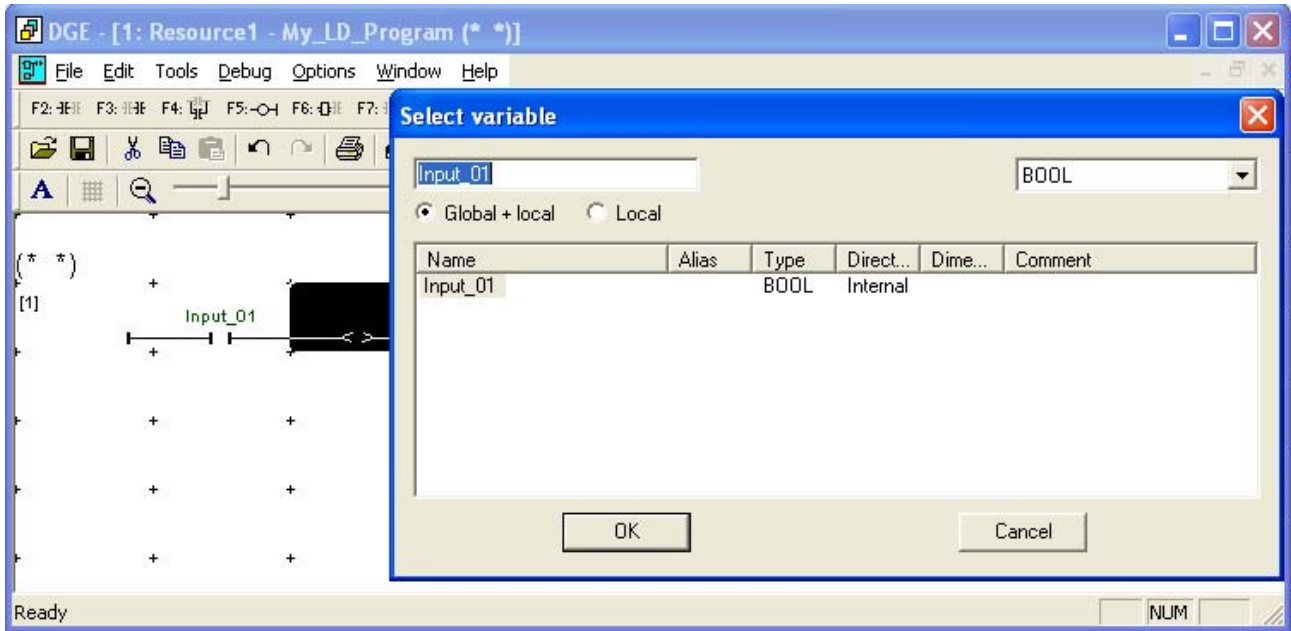 DGE - [1: Resource1 - My_LD_Program (* *)]
File Edit Tools Debug Options Window Help
F2: F3: F4: F5: F6: F7:
Select variable
Input_01
BOOL
A
Global + local Local
Name Alias Type Direct... Dime... Comment
Input_01 BOOL Internal
(* *)
[1]
Input_01
OK Cancel
Ready NUM